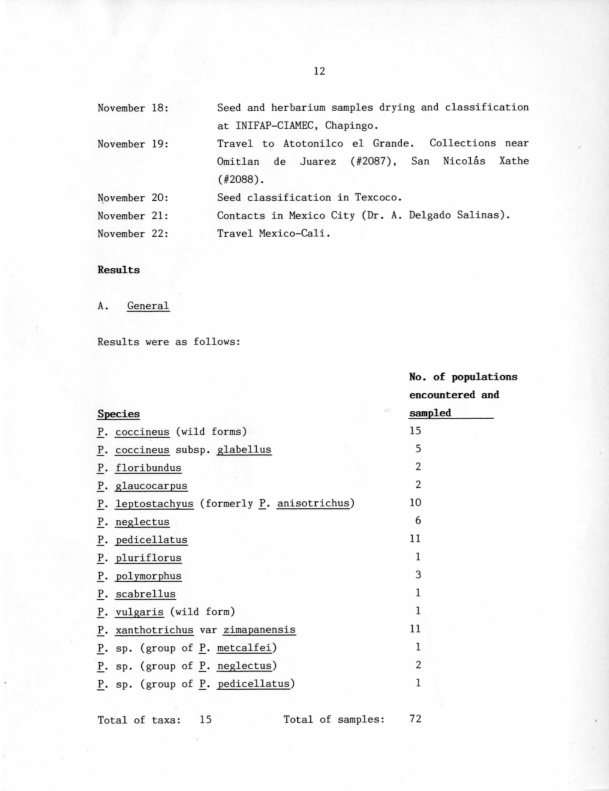 12
November 18: Seed and herbarium samples drying and classification
at INIFAP-CIAMEC, Chapingo.
November 19: Travel to Atotonilco el Grande. Collections near
Omitlan de Juarez (#2087), San Nicolás Xathe
(#2088).
November 20: Seed classification in Texcoco.
November 21: Contacts in Mexico City (Dr. A. Delgado Salinas).
November 22: Travel Mexico-Cali.
Results
A. General
Results were as follows:
No. of populations
encountered and
Species sampled
P. coccineus (wild forms) 15
P. coccineus subsp. glabellus 5
P. floribundus 2
P. glaucocarpus 2
P. leptostachyus (formerly P. anisotrichus) 10
P. neglectus 6
P. pedicellatus 11
P. pluriflorus 1
P. polymorphus 3
P. scabrellus 1
P. vulgaris (wild form) 1
P. xanthotrichus var zimapanensis 11
P. sp. (group of P. metcalfei) 1
P. sp. (group of P. neglectus) 2
P. sp. (group of P. pedicellatus) 1
Total of taxa: 15 Total of samples: 72